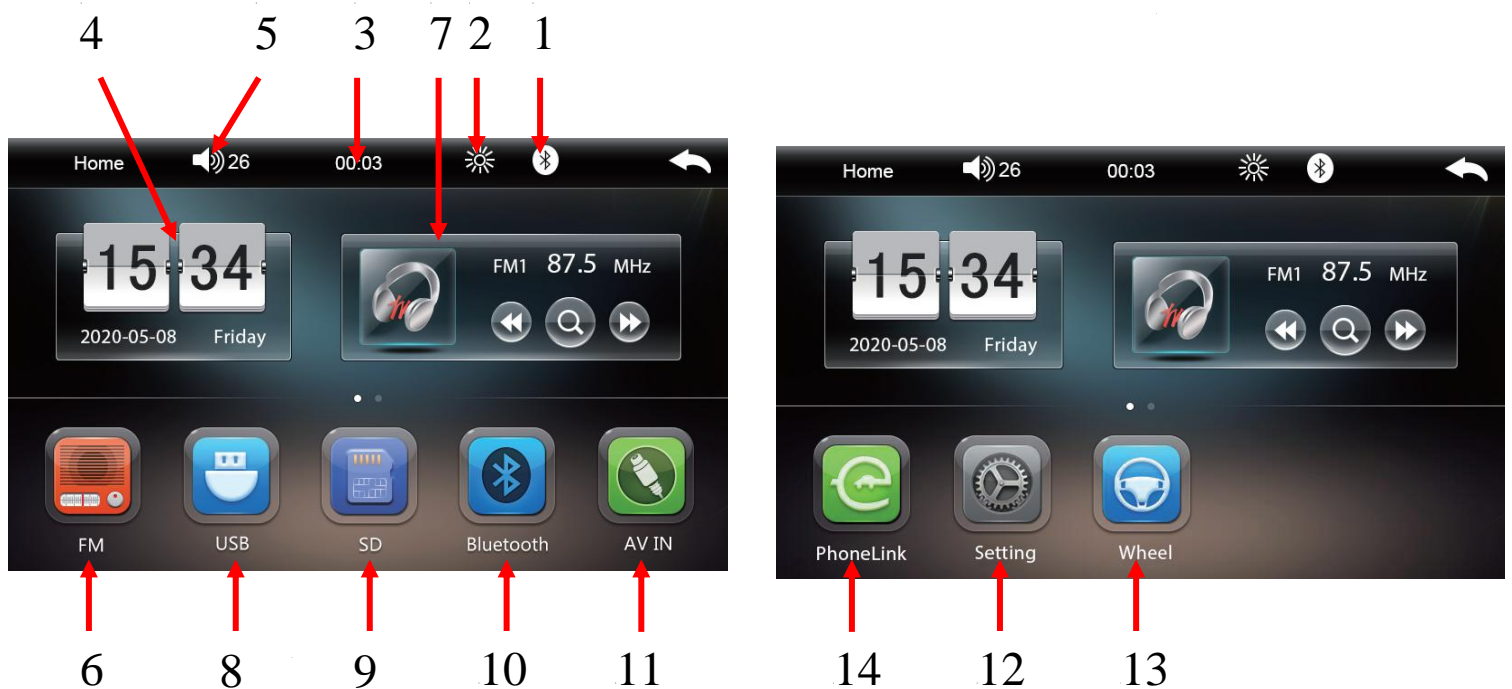 4 5 3 7 2 1
Home 26 00:03
15 34
FM1 87.5 MHz
2020-05-08 Friday
FM USB SD Bluetooth AV IN
6 8 9 10 11
Home 26 00:03
15 34
FM1 87.5 MHz
2020-05-08 Friday
PhoneLink Setting Wheel
14 12 13